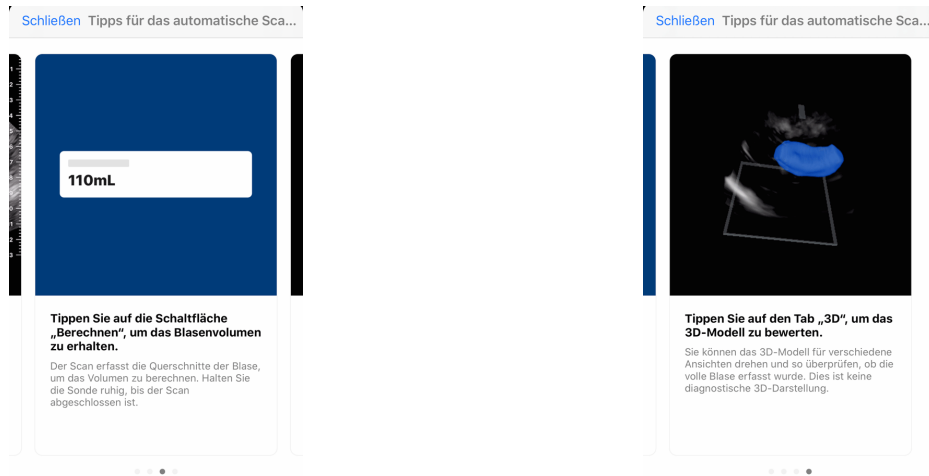 Schließen Tipps für das automatische Sca...
110mL
Tippen Sie auf die Schaltfläche
„Berechnen“, um das Blasenvolumen
zu erhalten.
Der Scan erfasst die Querschnitte der Blase,
um das Volumen zu berechnen. Halten Sie
die Sonde ruhig, bis der Scan
abgeschlossen ist.
Schließen Tipps für das automatische Sca...
Tippen Sie auf den Tab „3D“, um das
3D-Modell zu bewerten.
Sie können das 3D-Modell für verschiedene
Ansichten drehen und so überprüfen, ob die
volle Blase erfasst wurde. Dies ist keine
diagnostische 3D-Darstellung.